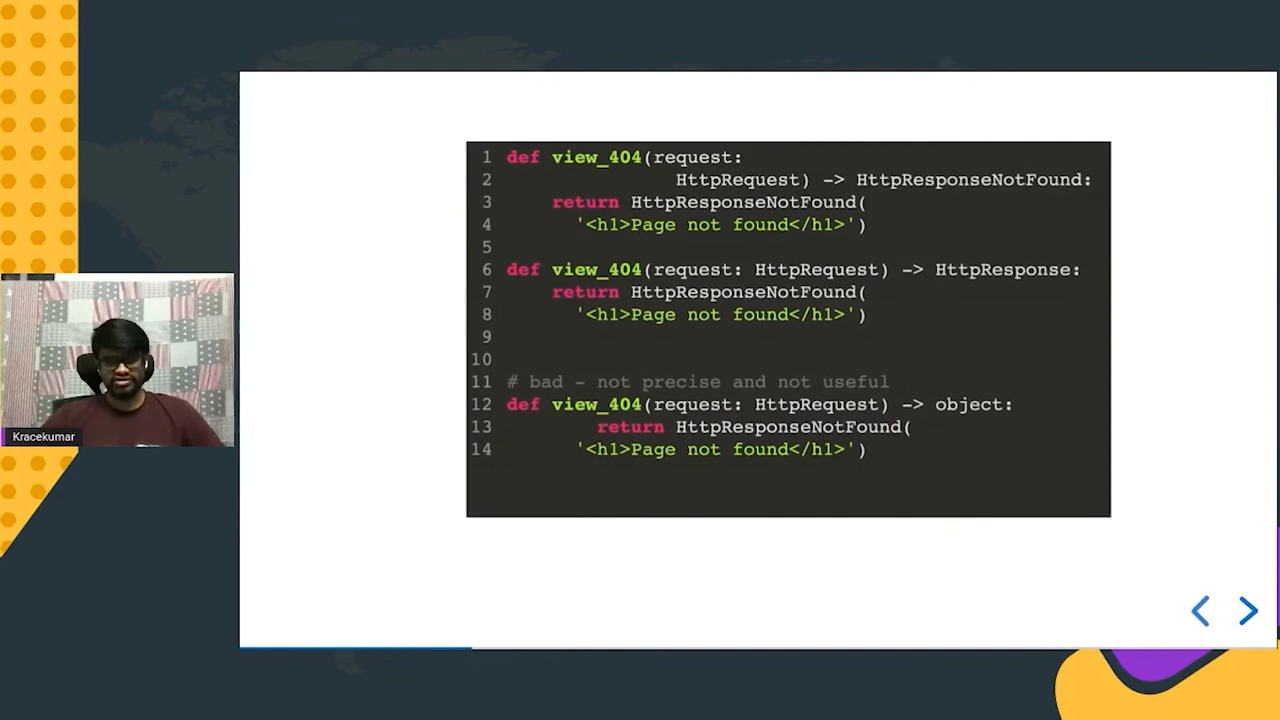 1 def view_404(request:
2 HttpRequest) -> HttpResponseNotFound:
3 return HttpResponseNotFound(
4 '<h1>Page not found</h1>')
5
6 def view_404(request: HttpRequest) -> HttpResponse:
7 return HttpResponseNotFound(
8 '<h1>Page not found</h1>')
9
10
11 # bad - not precise and not useful
12 def view_404(request: HttpRequest) -> object:
13 return HttpResponseNotFound(
14 '<h1>Page not found</h1>')
Kracekumar